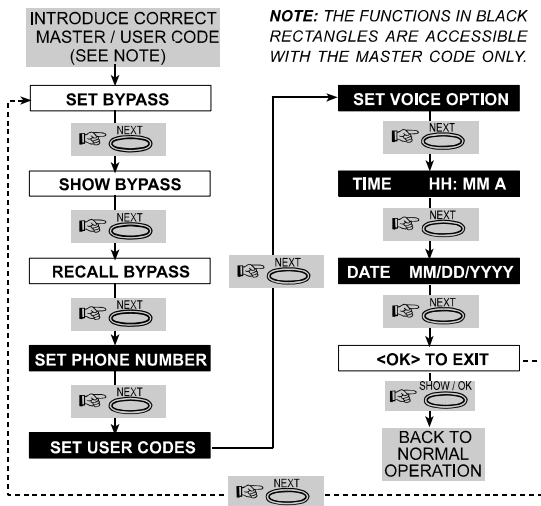 INTRODUCE CORRECT
MASTER / USER CODE
(SEE NOTE)
NOTE: THE FUNCTIONS IN BLACK
RECTANGLES ARE ACCESSIBLE
WITH THE MASTER CODE ONLY.
SET BYPASS
NEXT
SHOW BYPASS
NEXT
RECALL BYPASS
NEXT
SET PHONE NUMBER
NEXT
SET USER CODES
NEXT
SET VOICE OPTION
NEXT
TIME HH: MM A
NEXT
DATE MM/DD/YYYY
NEXT
<OK> TO EXIT
SHOW / OK
BACK TO
NORMAL
OPERATION
NEXT